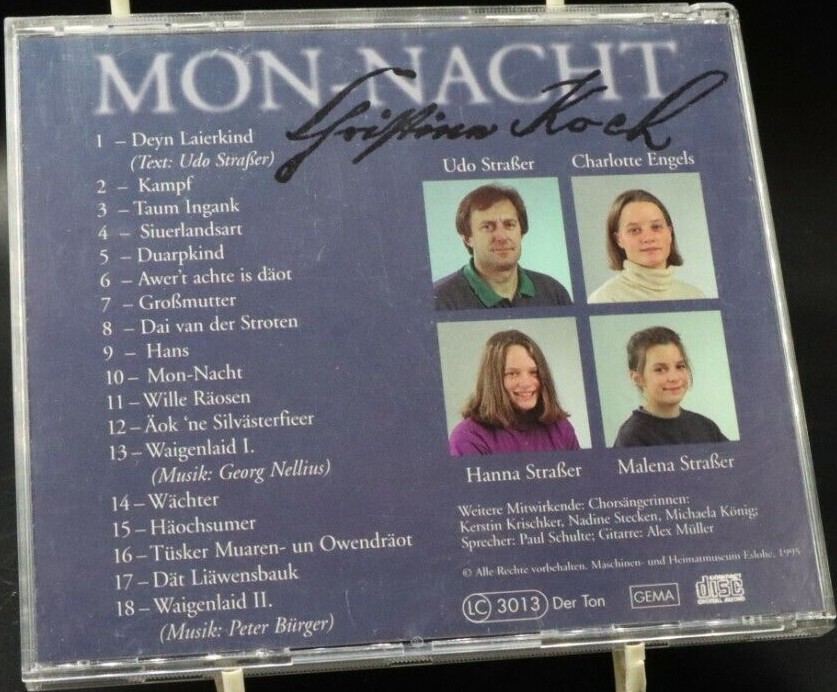 MON-NACHT
Christine Koch
1 – Deyn Laierkind
(Text: Udo Straßer)
2 – Kampf
3 – Taum Ingank
4 – Siuerlandsart
5 – Duarpkind
6 – Awer't achte is däot
7 – Großmutter
8 – Dai van der Stroten
9 – Hans
10 – Mon-Nacht
11 – Wille Räosen
12 – Äok 'ne Silvästerfieer
13 – Waigenlaid I.
(Musik: Georg Nellius)
14 – Wächter
15 – Häochsumer
16 – Tüsker Muaren- un Owendräot
17 – Dät Liäwensbauk
18 – Waigenlaid II.
(Musik: Peter Bürger)
Udo Straßer
Charlotte Engels
Hanna Straßer
Malena Straßer
Weitere Mitwirkende: Chorsängerinnen:
Kerstin Krischker, Nadine Stecken, Michaela König;
Sprecher: Paul Schulte; Gitarre: Alex Müller
© Alle Rechte vorbehalten. Maschinen- und Heimatmuseum Eslohe, 1995
LC 3013 Der Ton
GEMA
COMPACT
disc
DIGITAL AUDIO